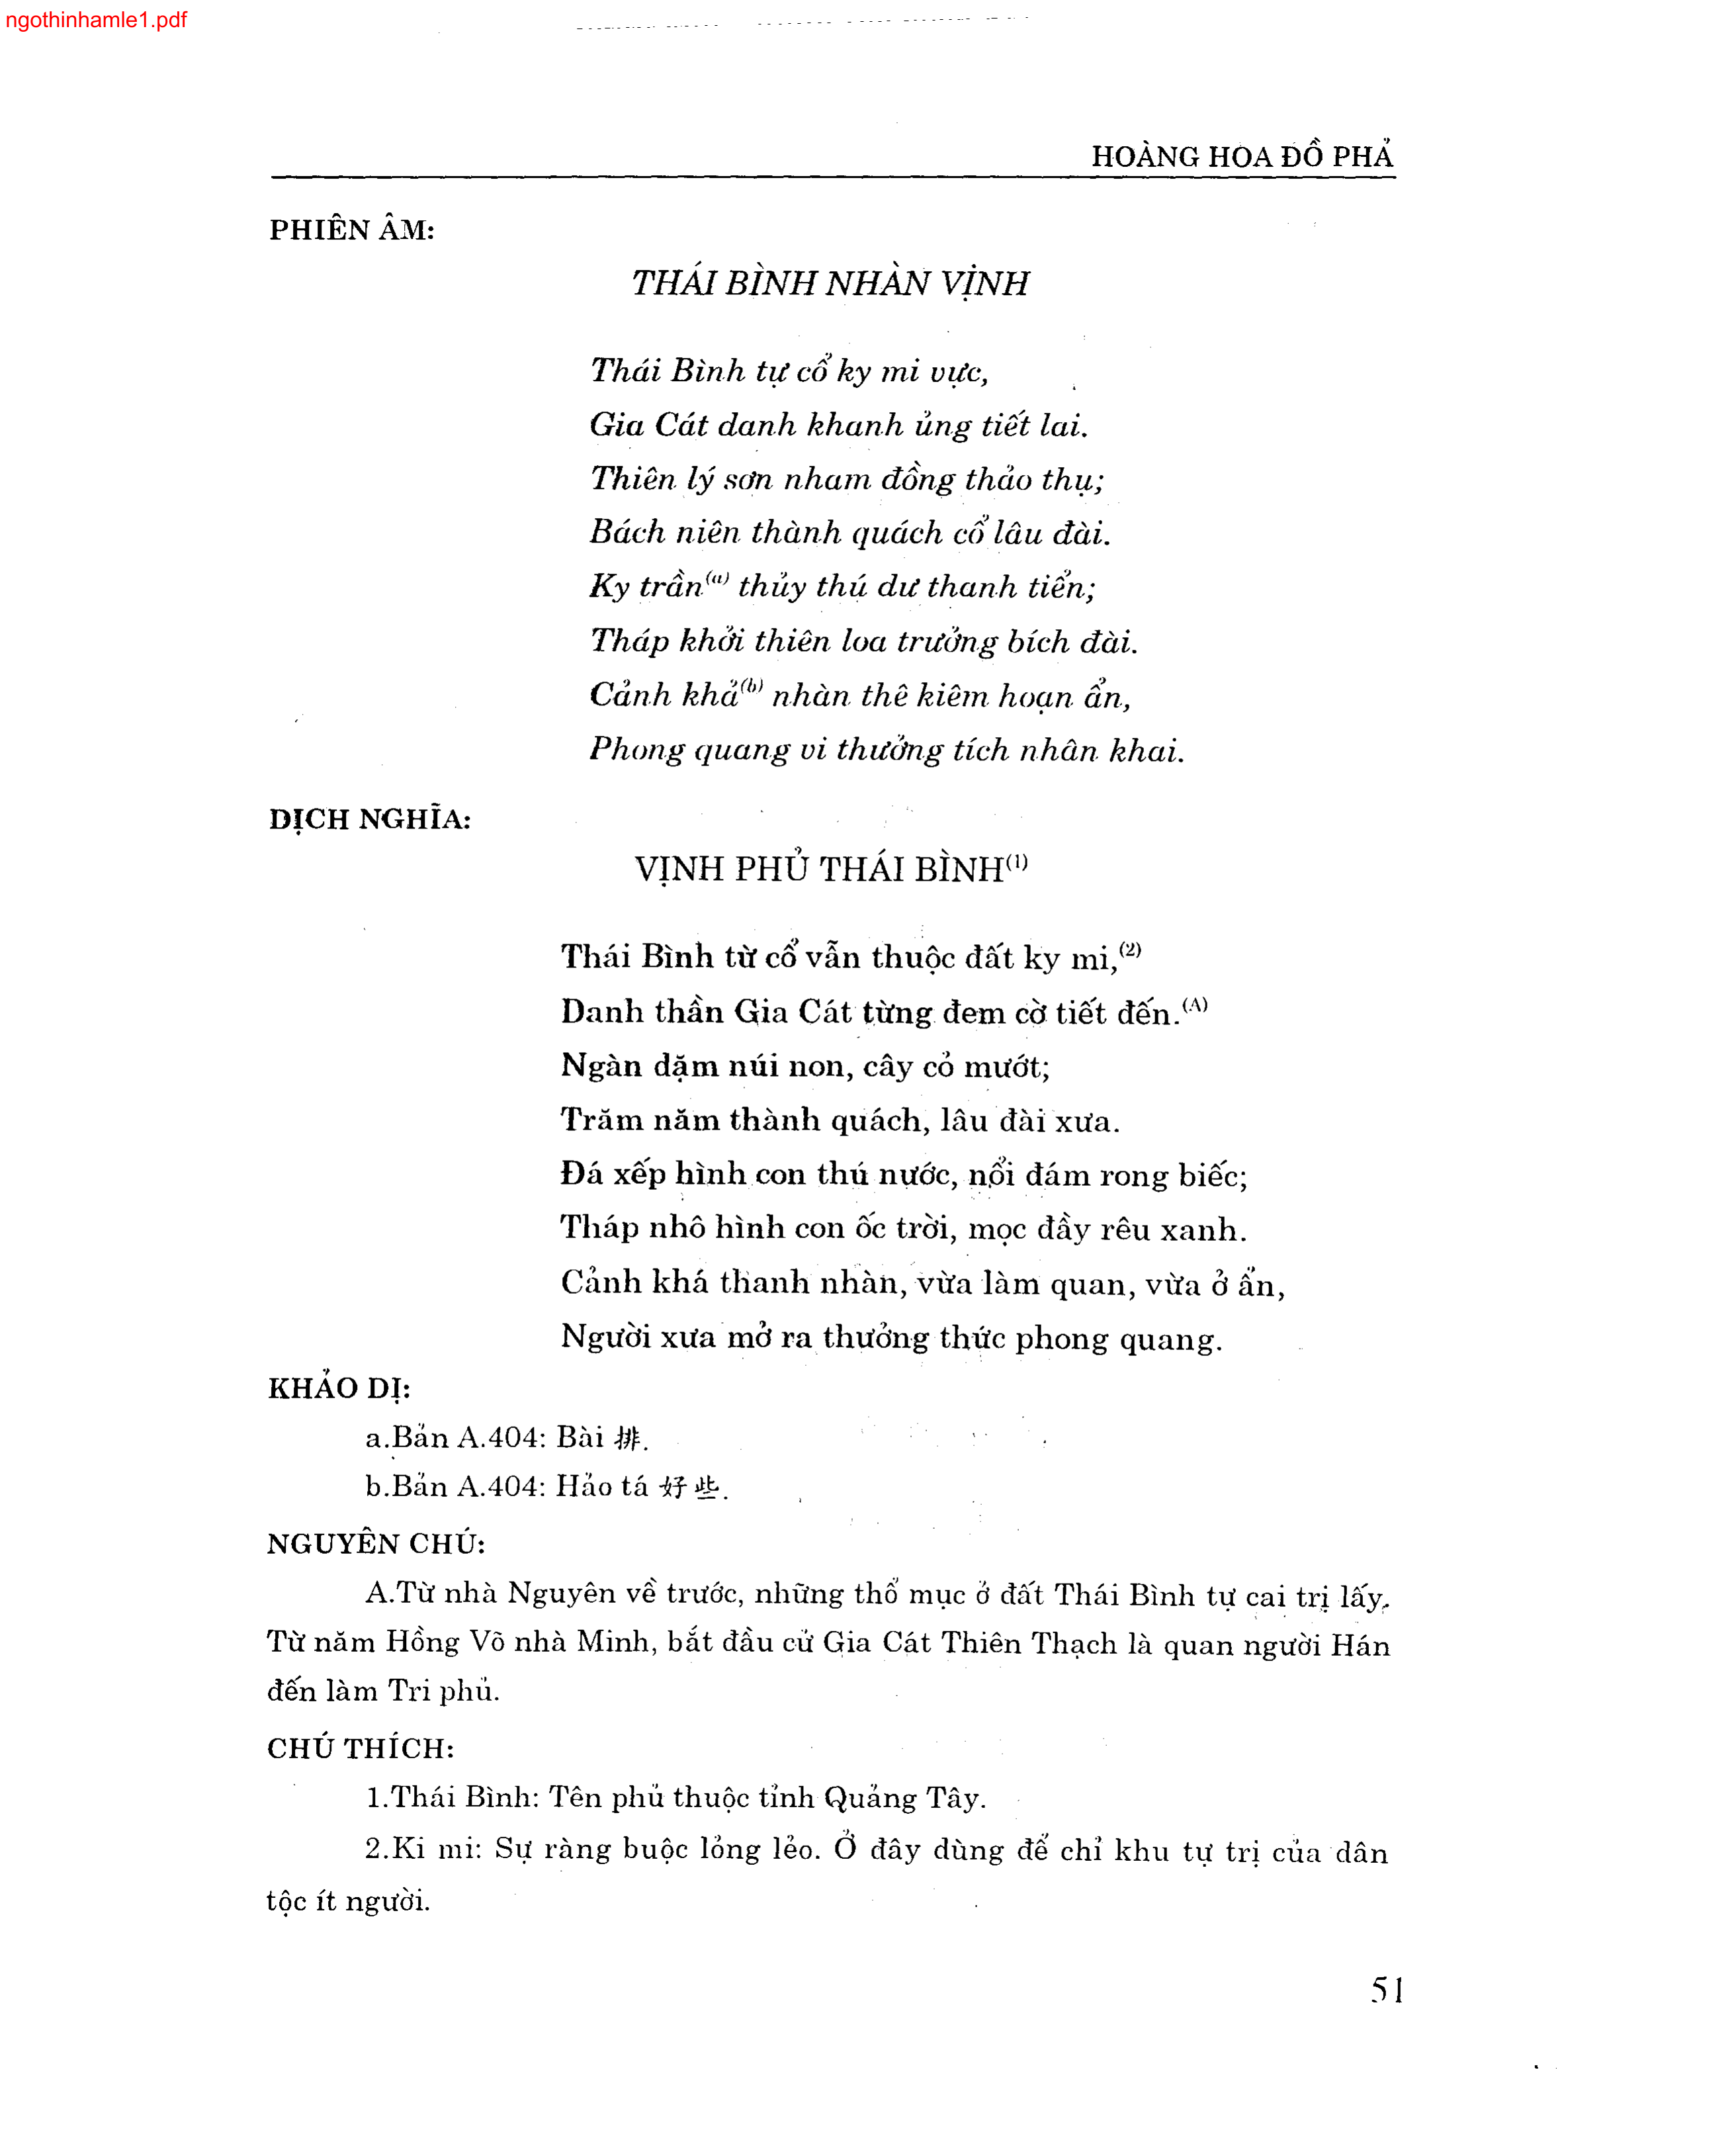 ngothinhamle1.pdf
HOÀNG HOA ĐỒ PHẢ
PHIÊN ÂM:
THÁI BÌNH NHÀN VỊNH
Thái Bình tự cổ ky mi vực,
Gia Cát danh khanh ủng tiết lai.
Thiên lý sơn nham đồng thảo thụ;
Bách niên thành quách cổ lâu đài.
Ky trần(a) thủy thú dư thanh tiển;
Tháp khởi thiên loa trưởng bích đài.
Cảnh khả(b) nhàn thê kiêm hoạn ẩn,
Phong quang vi thưởng tích nhân khai.
DỊCH NGHĨA:
VỊNH PHỦ THÁI BÌNH(1)
Thái Bình từ cổ vẫn thuộc đất ky mi,(2)
Danh thần Gia Cát từng đem cờ tiết đến.(A)
Ngàn dặm núi non, cây cỏ mướt;
Trăm năm thành quách, lâu đài xưa.
Đá xếp hình con thú nước, nổi đám rong biếc;
Tháp nhô hình con ốc trời, mọc đầy rêu xanh.
Cảnh khá thanh nhàn, vừa làm quan, vừa ở ẩn,
Người xưa mở ra thưởng thức phong quang.
KHẢO DỊ:
a.Bản A.404: Bài 排.
b.Bản A.404: Hảo tá 好些.
NGUYÊN CHÚ:
A.Từ nhà Nguyên về trước, những thổ mục ở đất Thái Bình tự cai trị lấy.
Từ năm Hồng Võ nhà Minh, bắt đầu cử Gia Cát Thiên Thạch là quan người Hán
đến làm Tri phủ.
CHÚ THÍCH:
1.Thái Bình: Tên phủ thuộc tỉnh Quảng Tây.
2.Ki mi: Sự ràng buộc lỏng lẻo. Ở đây dùng để chỉ khu tự trị của dân
tộc ít người.
51